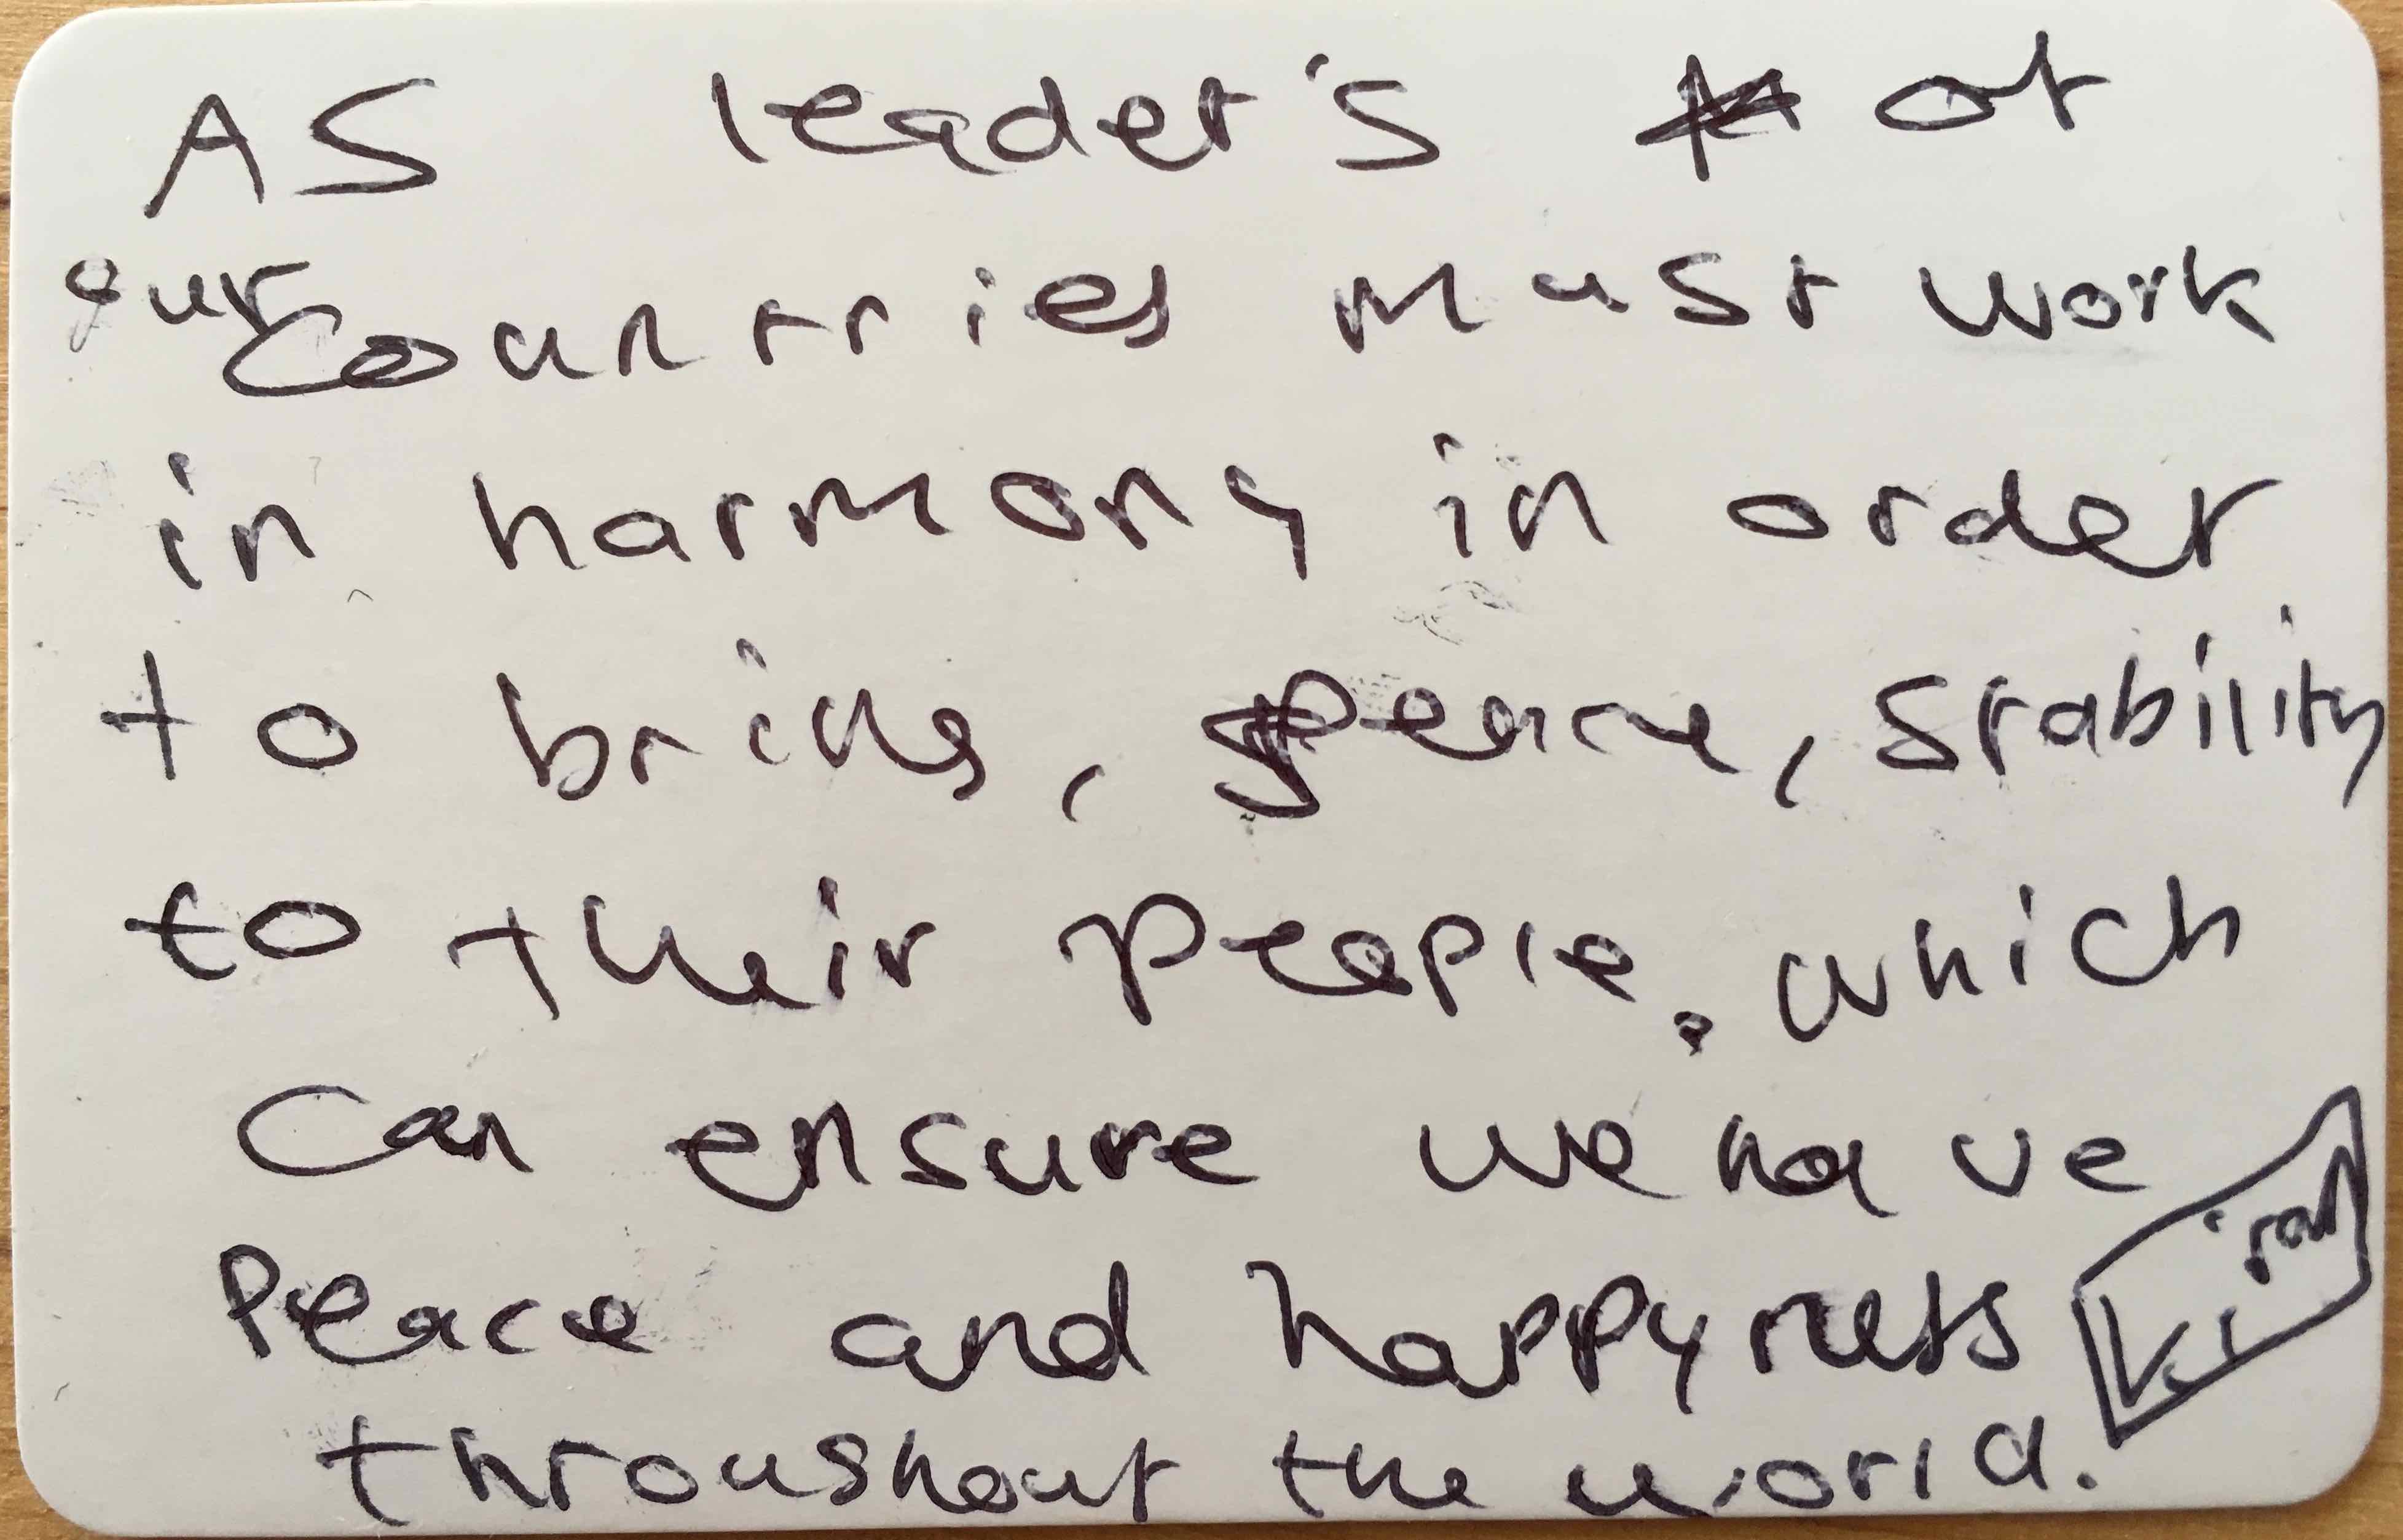 As leader's of
our Countries must work
in harmony in order
to bring, peace, stability
to their people. which
Can ensure we have
Peace and happyness
throughout the world.
Kiran